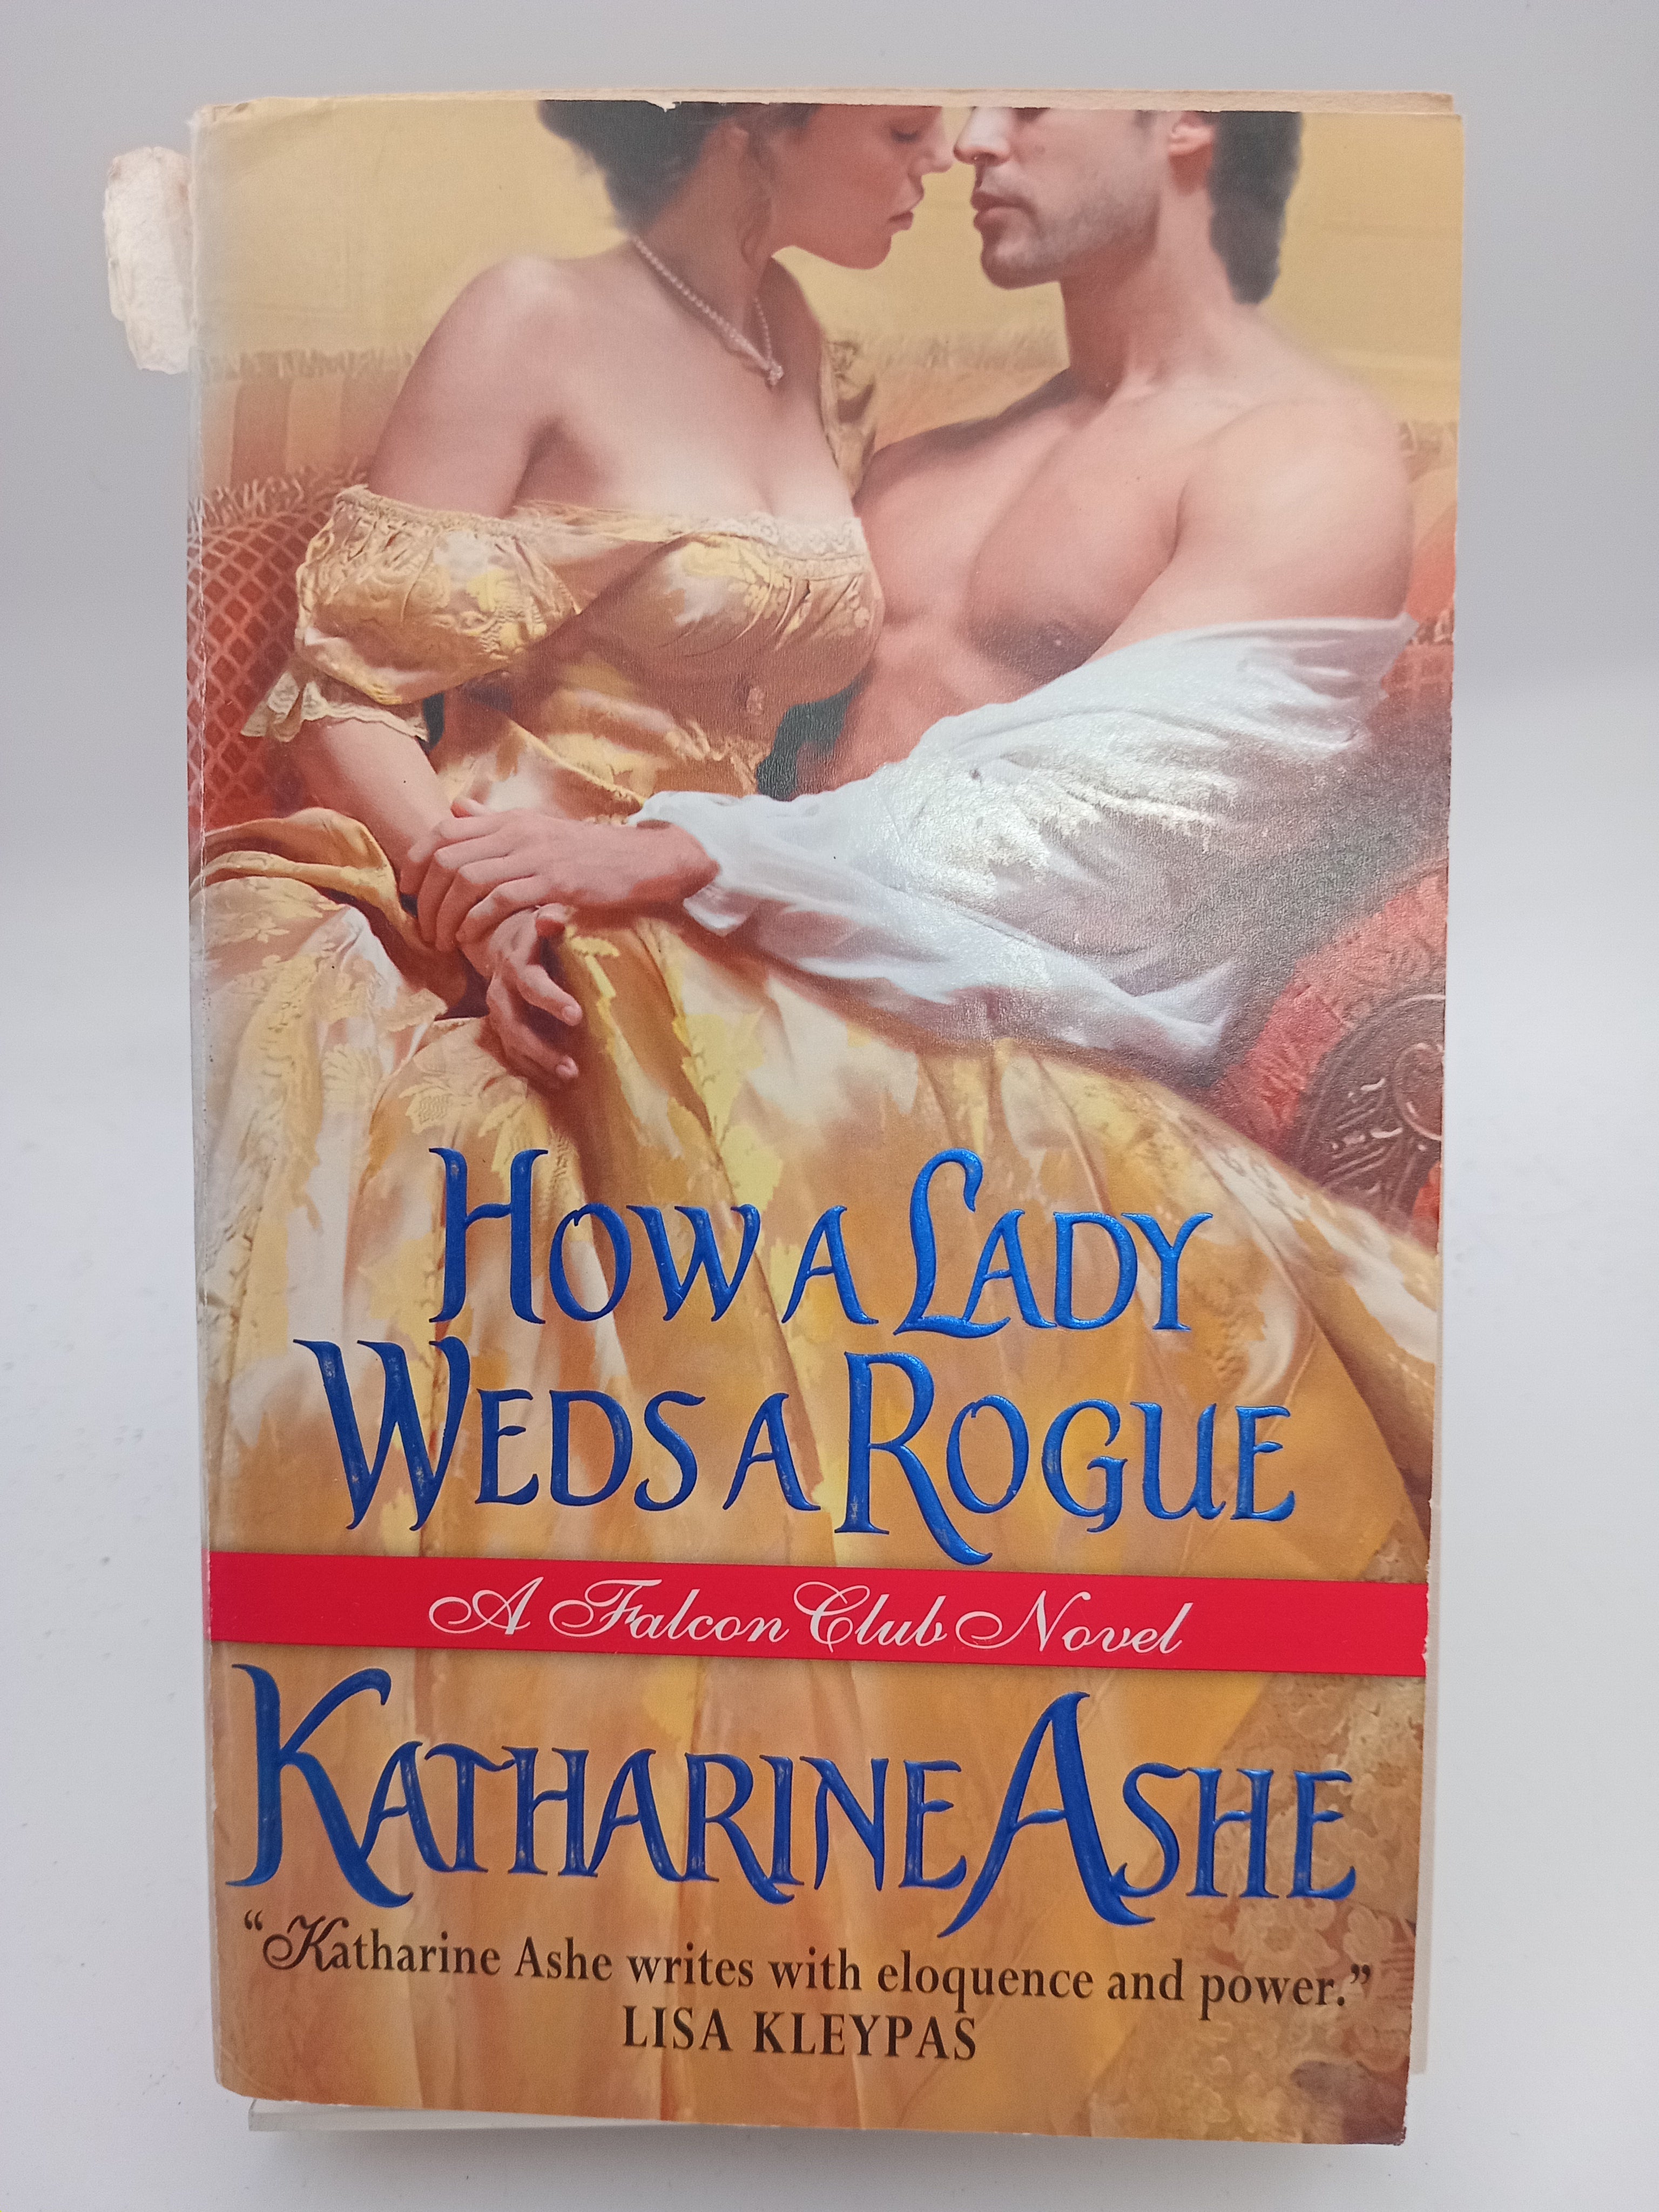 How a Lady
Weds a Rogue
A Falcon Club Novel
Katharine Ashe
“Katharine Ashe writes with eloquence and power.”
LISA KLEYPAS